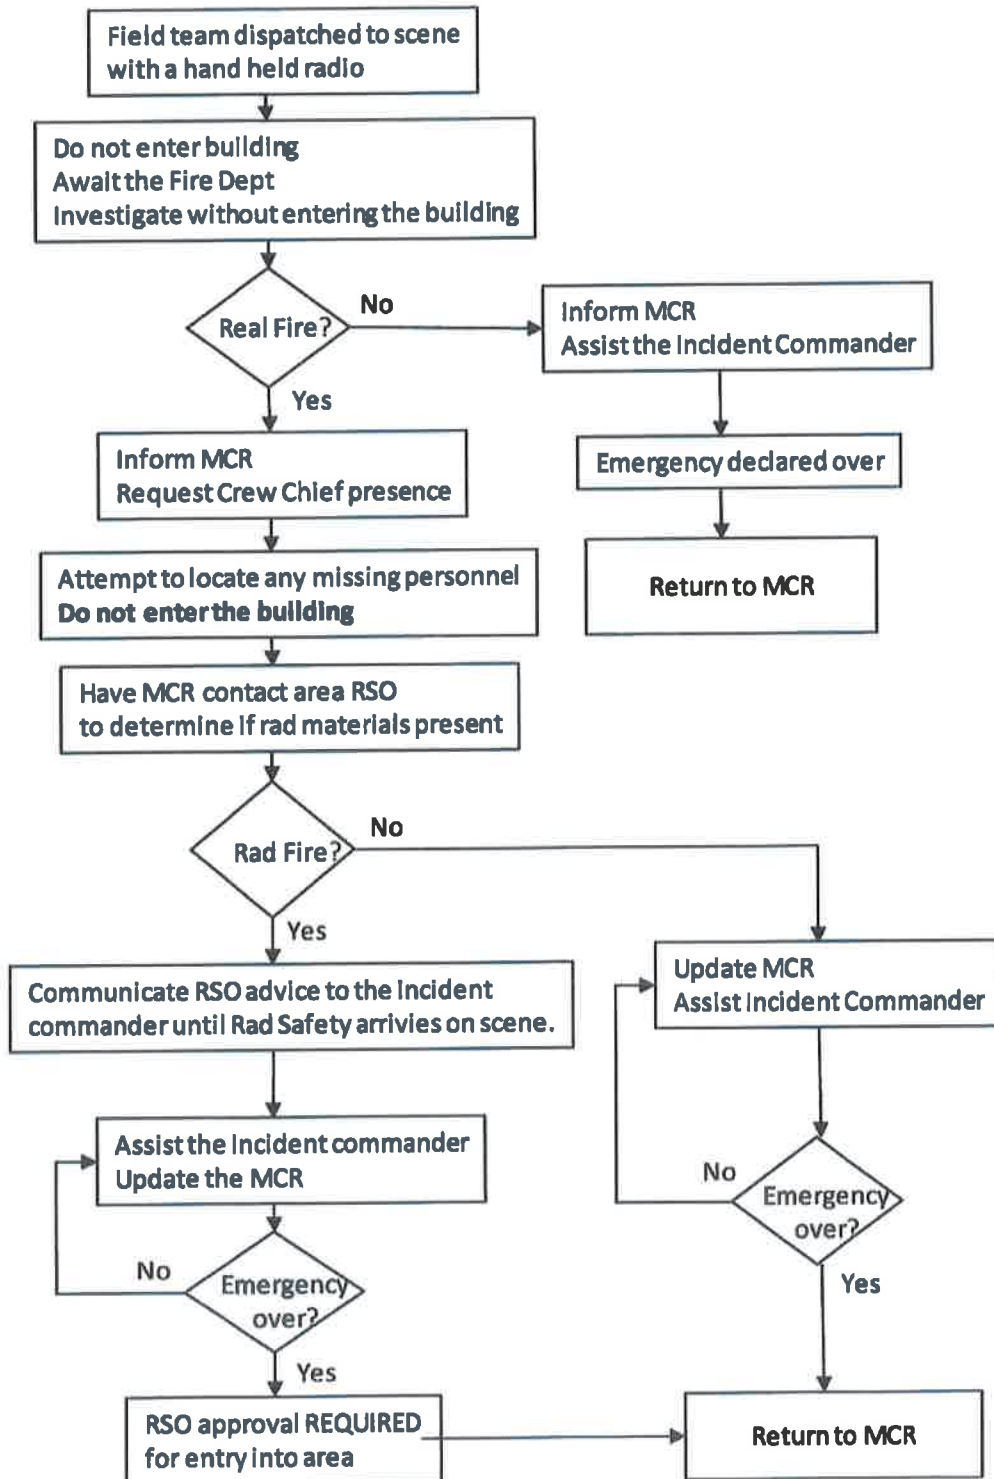 Field team dispatched to scene
with a hand held radio
Do not enter building
Await the Fire Dept
Investigate without entering the building
Real Fire?
No
Inform MCR
Assist the Incident Commander
Yes
Emergency declared over
Return to MCR
Inform MCR
Request Crew Chief presence
Attempt to locate any missing personnel
Do not enter the building
Have MCR contact area RSO
to determine if rad materials present
Rad Fire?
No
Yes
Update MCR
Assist Incident Commander
Communicate RSO advice to the incident
commander until Rad Safety arrivies on scene.
Assist the incident commander
Update the MCR
No
Emergency
over?
Yes
No
Emergency
over?
Yes
RSO approval REQUIRED
for entry into area
Return to MCR